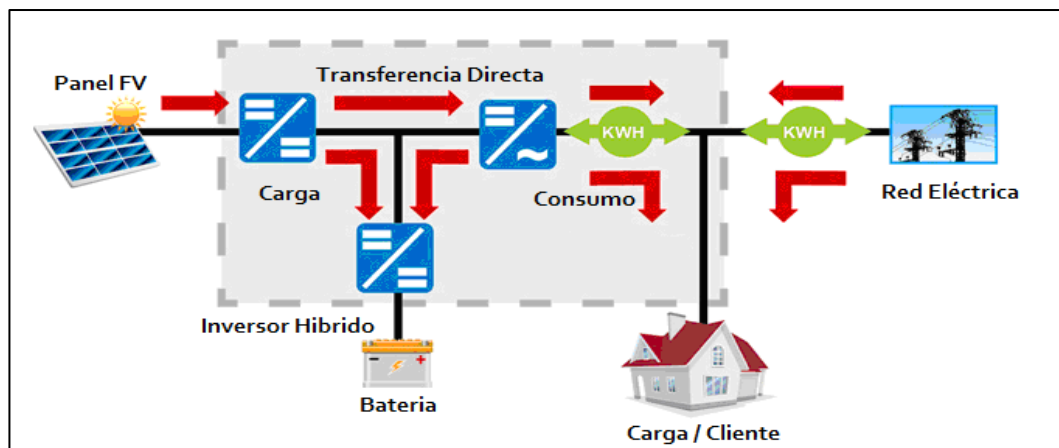 Panel FV
Transferencia Directa
KWH
KWH
Carga
Consumo
Red Eléctrica
Inversor Hibrido
Bateria
Carga / Cliente